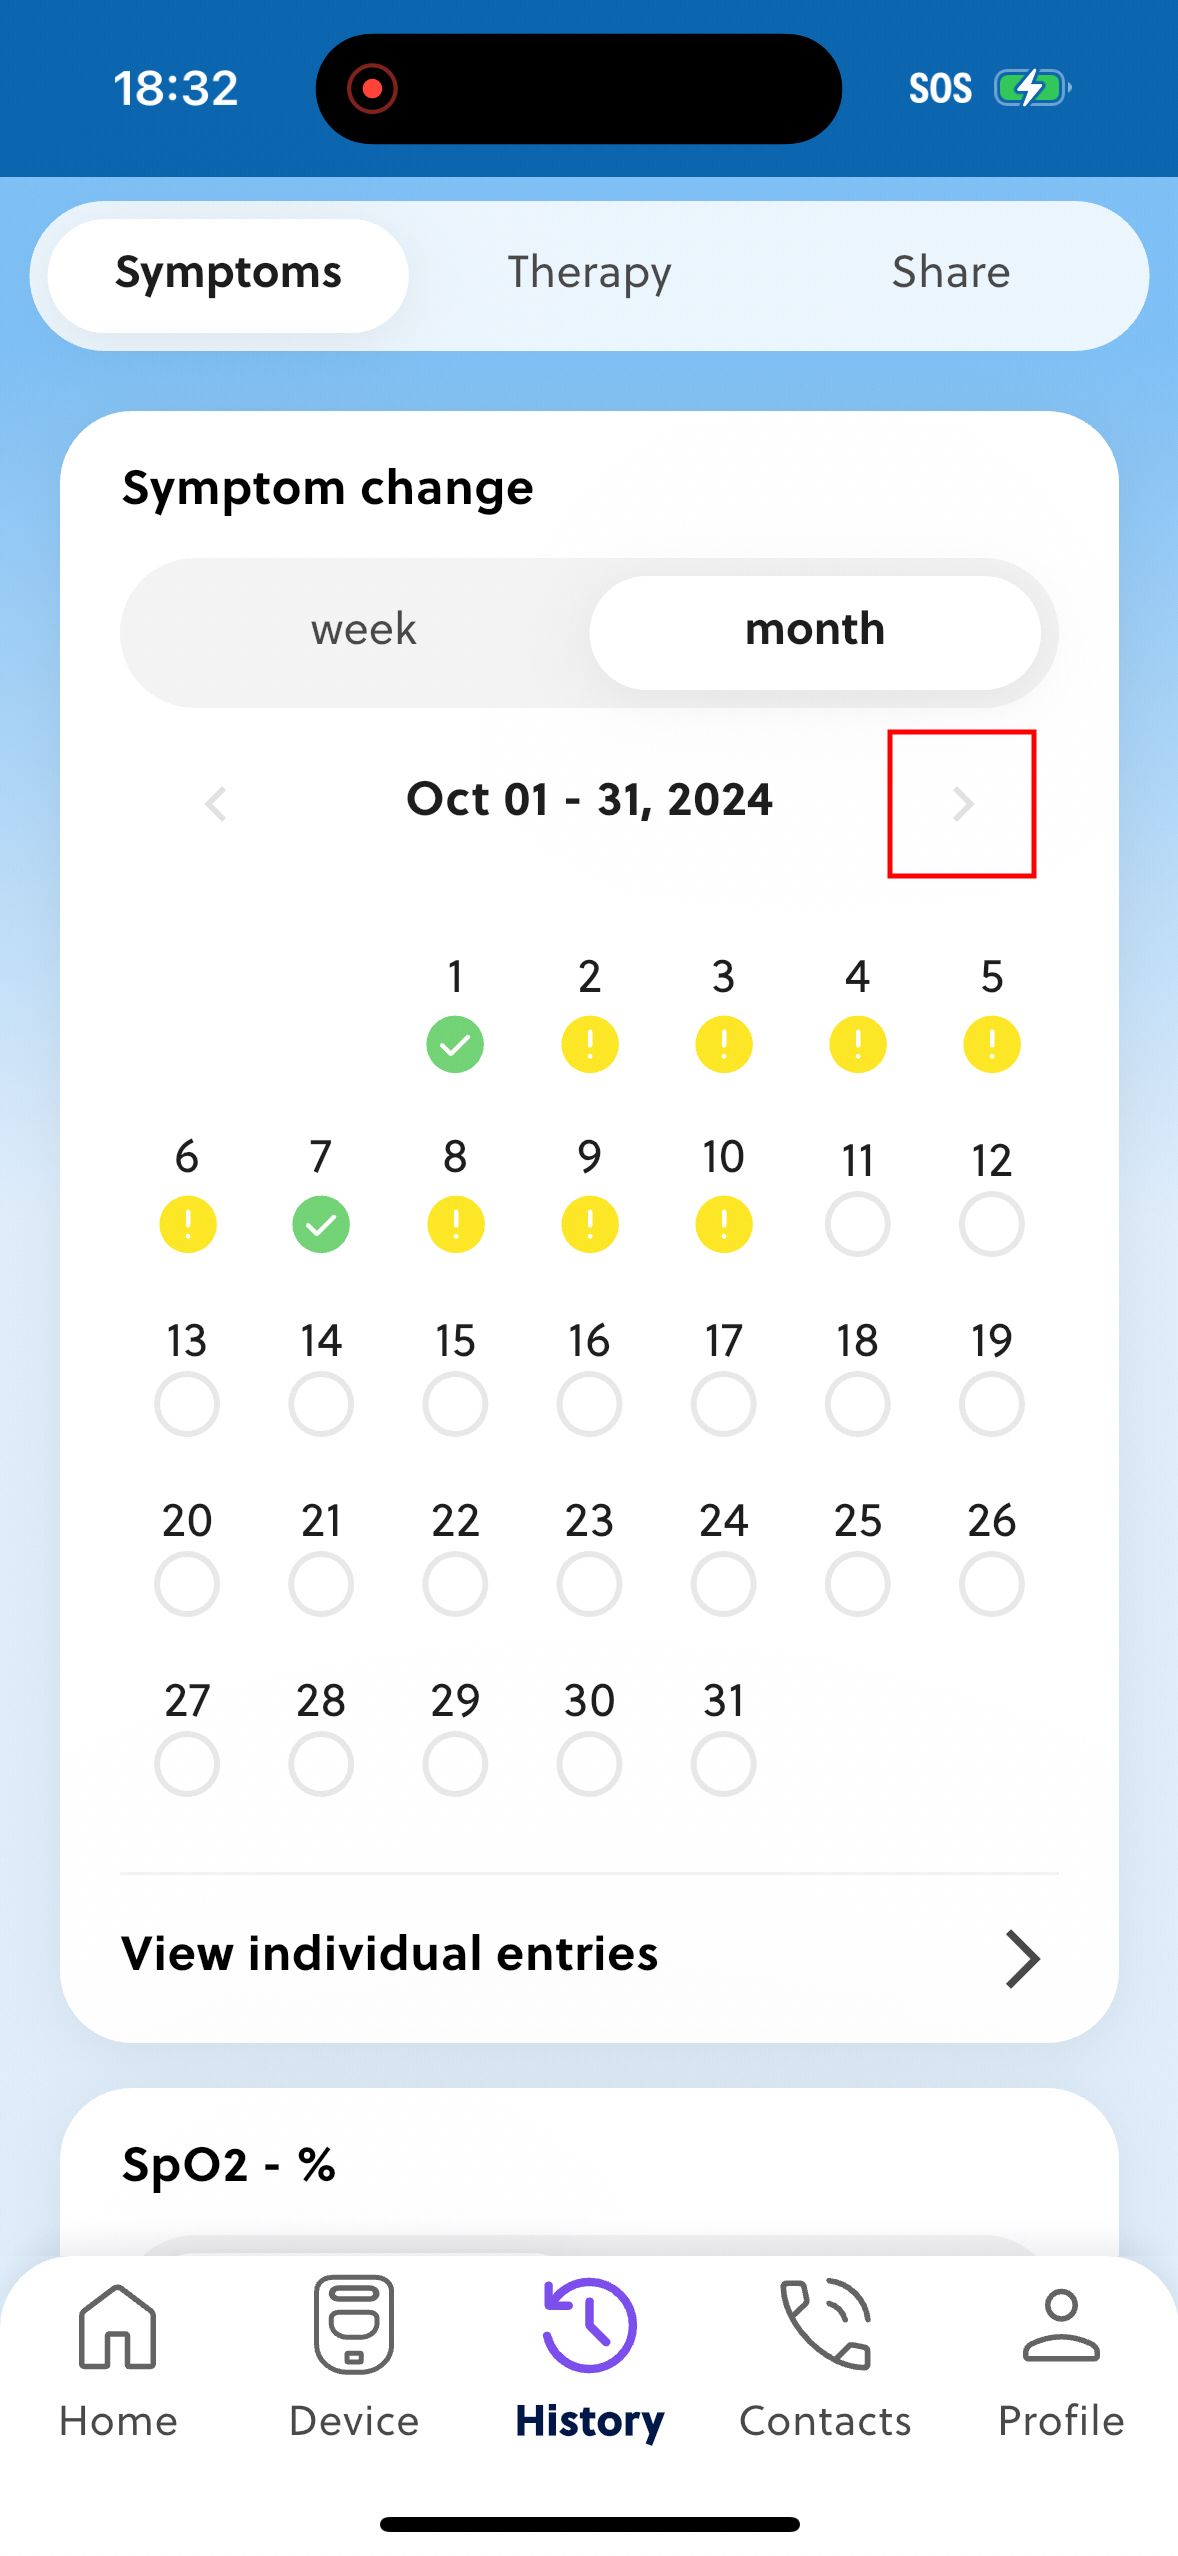 18:32 SOS
Symptoms Therapy Share
Symptom change
week month
Oct 01 - 31, 2024
1 2 3 4 5
6 7 8 9 10 11 12
13 14 15 16 17 18 19
20 21 22 23 24 25 26
27 28 29 30 31
View individual entries
SpO2 - %
Home Device History Contacts Profile